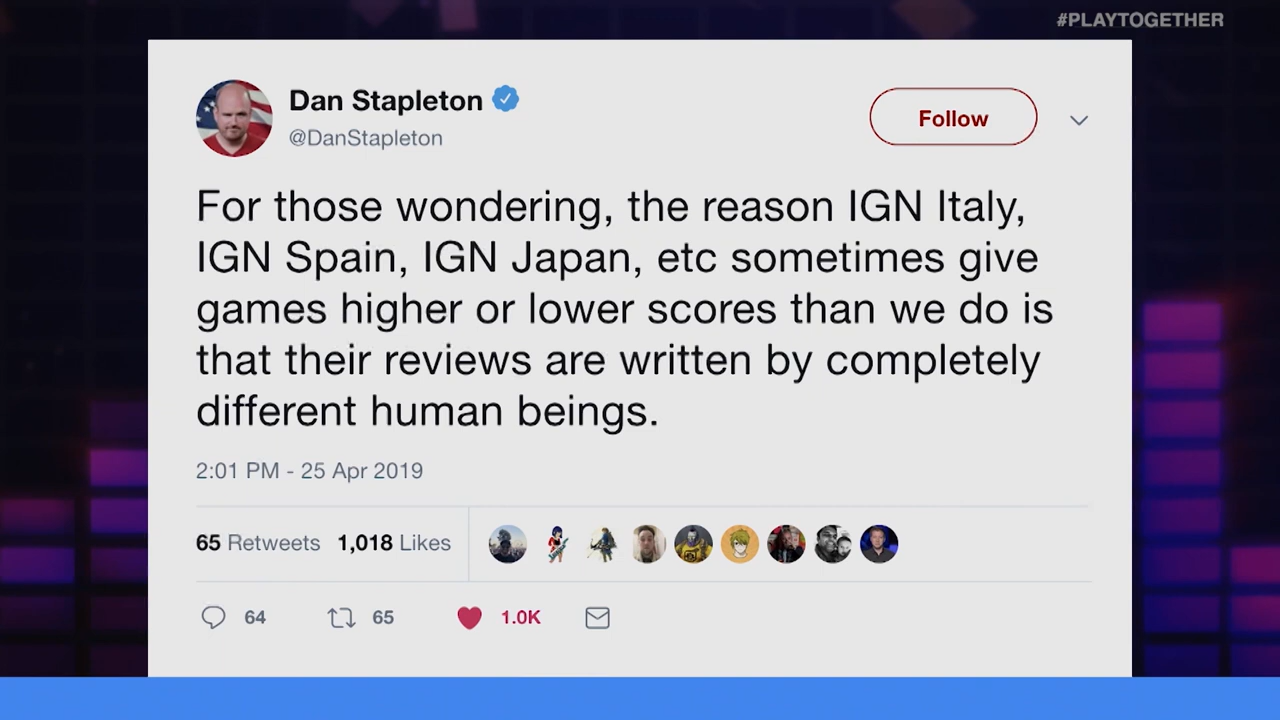 #PLAYTOGETHER
Dan Stapleton
@DanStapleton
Follow
For those wondering, the reason IGN Italy,
IGN Spain, IGN Japan, etc sometimes give
games higher or lower scores than we do is
that their reviews are written by completely
different human beings.
2:01 PM - 25 Apr 2019
65 Retweets 1,018 Likes
64 65 1.0K